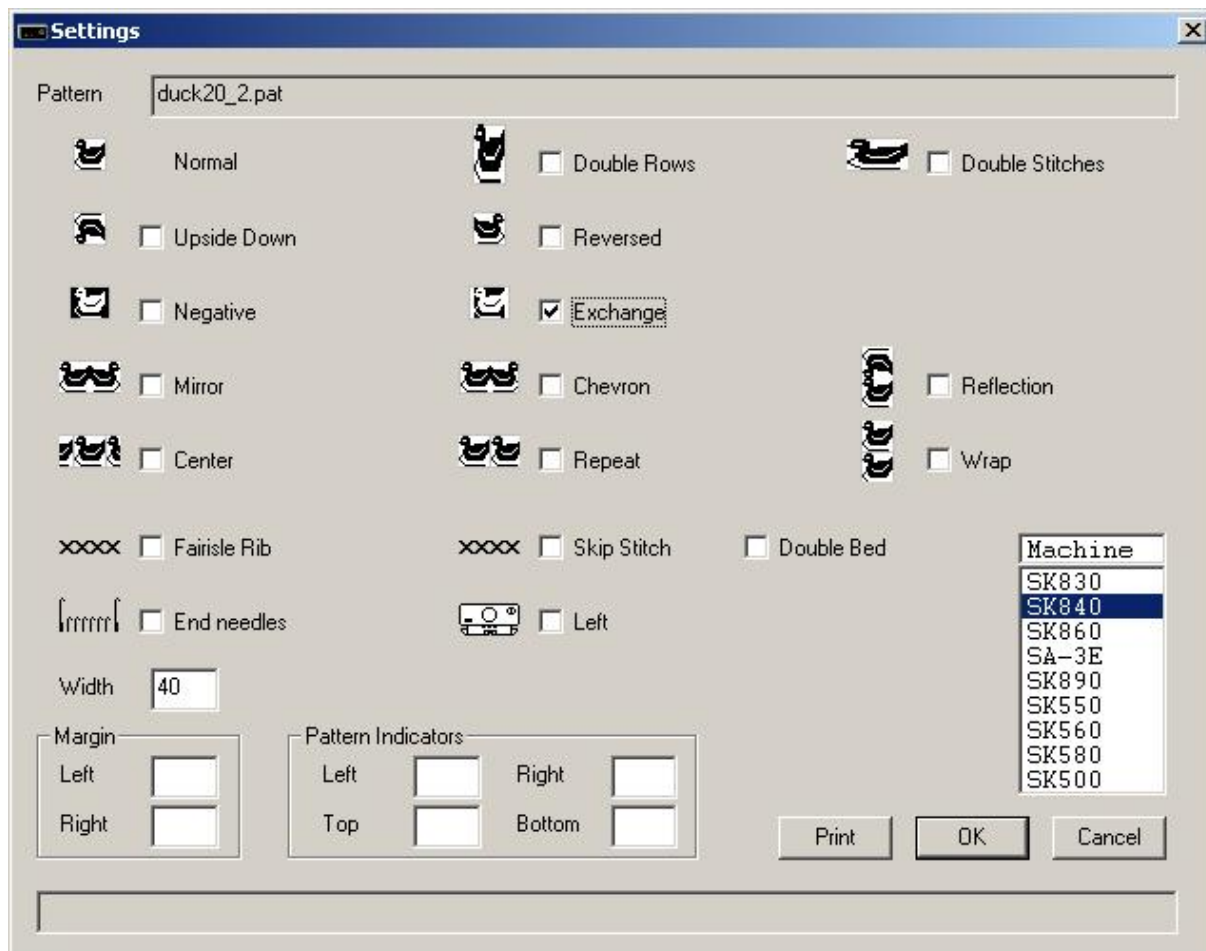 Settings
Pattern duck20_2.pat
Normal Double Rows Double Stitches
Upside Down Reversed
Negative Exchange
Mirror Chevron Reflection
Center Repeat Wrap
XXXX Fairisle Rib XXXX Skip Stitch Double Bed
Machine
SK830
SK840
SK860
SA-3E
SK890
SK550
SK560
SK580
SK500
End needles Left
Width 40
Margin
Left
Right
Pattern Indicators
Left Right
Top Bottom
Print OK Cancel